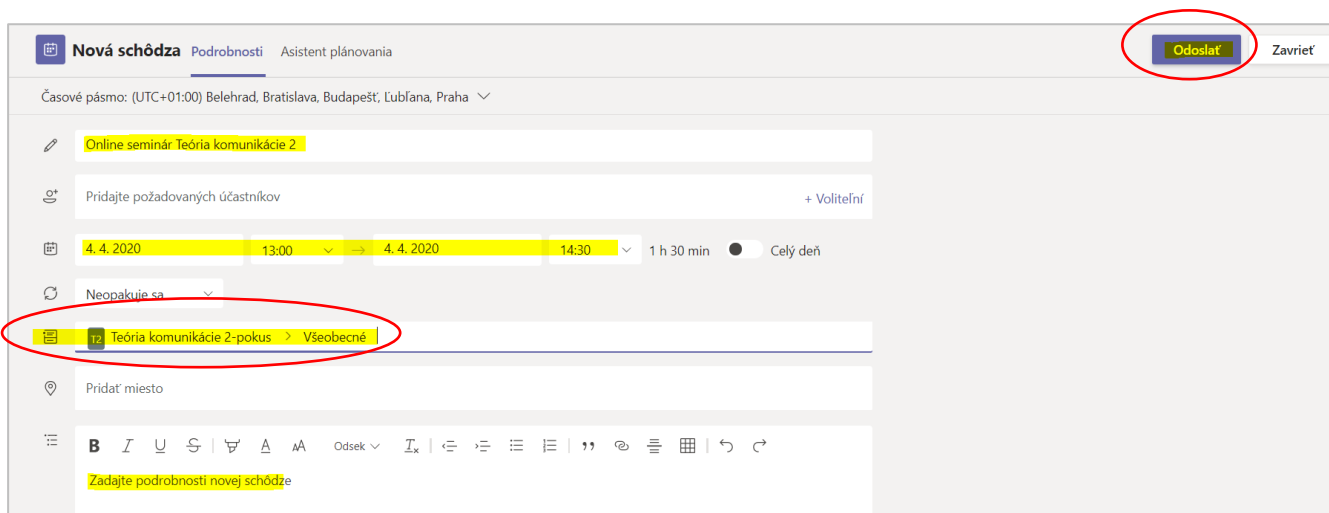 Nová schôdza Podrobnosti Asistent plánovania Odoslať Zavrieť
Časové pásmo: (UTC+01:00) Belehrad, Bratislava, Budapešť, Ľubľana, Praha
Online seminár Teória komunikácie 2
Pridajte požadovaných účastníkov + Voliteľní
4. 4. 2020 13:00 → 4. 4. 2020 14:30 1 h 30 min Celý deň
Neopakuje sa
T2 Teória komunikácie 2-pokus > Všeobecné
Pridať miesto
B I U S A AA Odsek Tx
Zadajte podrobnosti novej schôdze